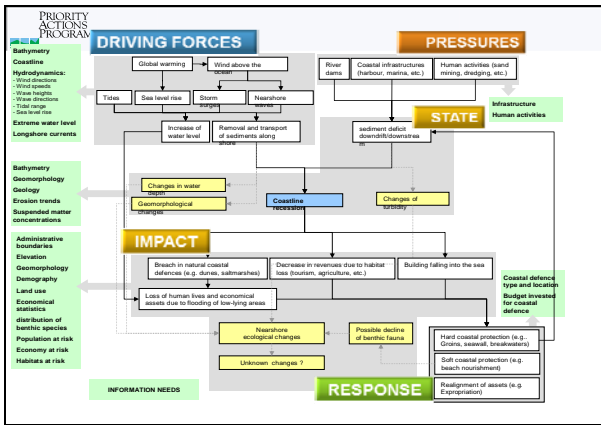 PRIORITY
ACTIONS
PROGRAM
DRIVING FORCES
PRESSURES
Bathymetry
Coastline
Hydrodynamics:
- Wind directions
- Wind speeds
- Wave heights
- Wave directions
- Tidal range
- Sea level rise
Extreme water level
Longshore currents
Global warming
Wind above the
ocean
Tides
Sea level rise
Storm
surges
Nearshore
waves
Increase of
water level
Removal and transport
of sediments along
shore
River
dams
Coastal infrastructures
(harbour, marina, etc.)
Human activities (sand
mining, dredging, etc.)
Infrastructure
Human activities
STATE
sediment deficit
downdrift/downstrea
m
Bathymetry
Geomorphology
Geology
Erosion trends
Suspended matter
concentrations
Changes in water
depth
Geomorphological
changes
Coastline
recession
Changes of
turbidity
IMPACT
Administrative
boundaries
Elevation
Geomorphology
Demography
Land use
Economical
statistics
distribution of
benthic species
Population at risk
Economy at risk
Habitats at risk
Breach in natural coastal
defences (e.g. dunes, saltmarshes)
Decrease in revenues due to habitat
loss (tourism, agriculture, etc.)
Building falling into the sea
Loss of human lives and economical
assets due to flooding of low-lying areas
Coastal defence
type and location
Budget invested
for coastal
defence
Nearshore
ecological changes
Possible decline
of benthic fauna
Unknown changes ?
Hard coastal protection (e.g..
Groins, seawall, breakwaters)
Soft coastal protection (e.g.
beach nourishment)
Realignment of assets (e.g.
Expropriation)
RESPONSE
INFORMATION NEEDS